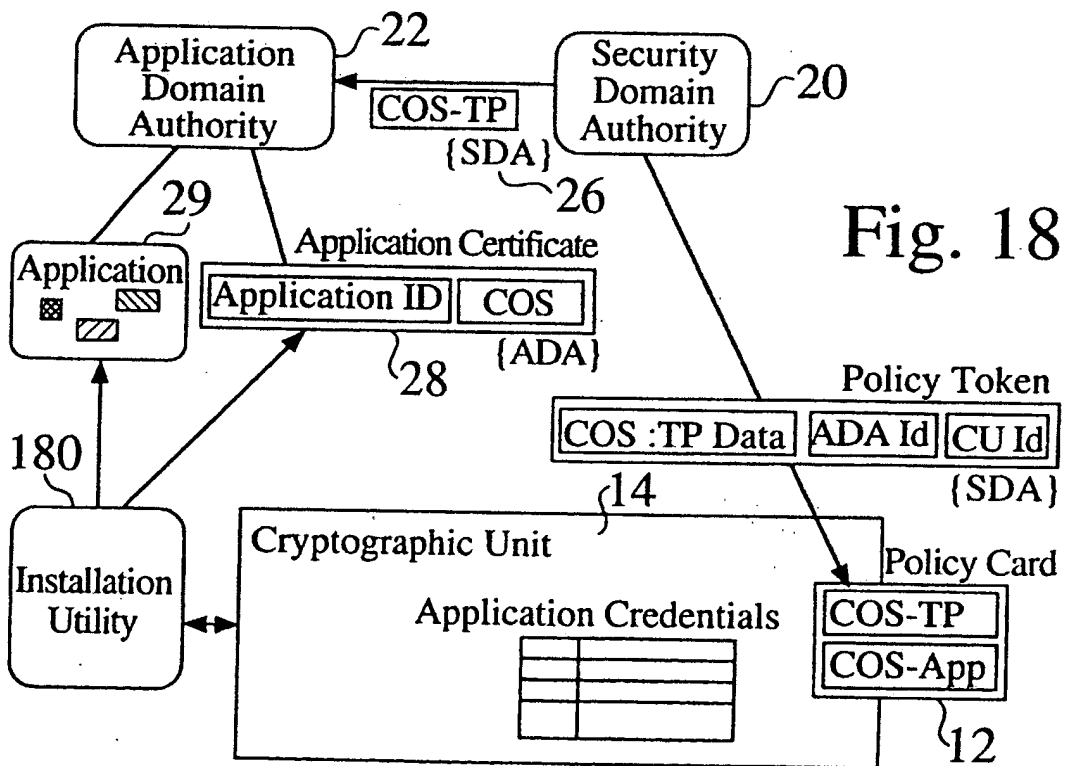 22
Application
Domain
Authority
Security
Domain
Authority
20
COS-TP
{SDA}
26
Fig. 18
29
Application
Application Certificate
Application ID
COS
{ADA}
28
Policy Token
COS :TP Data
ADA Id
CU Id
{SDA}
180
14
Installation
Utility
Cryptographic Unit
Application Credentials
Policy Card
COS-TP
COS-App
12